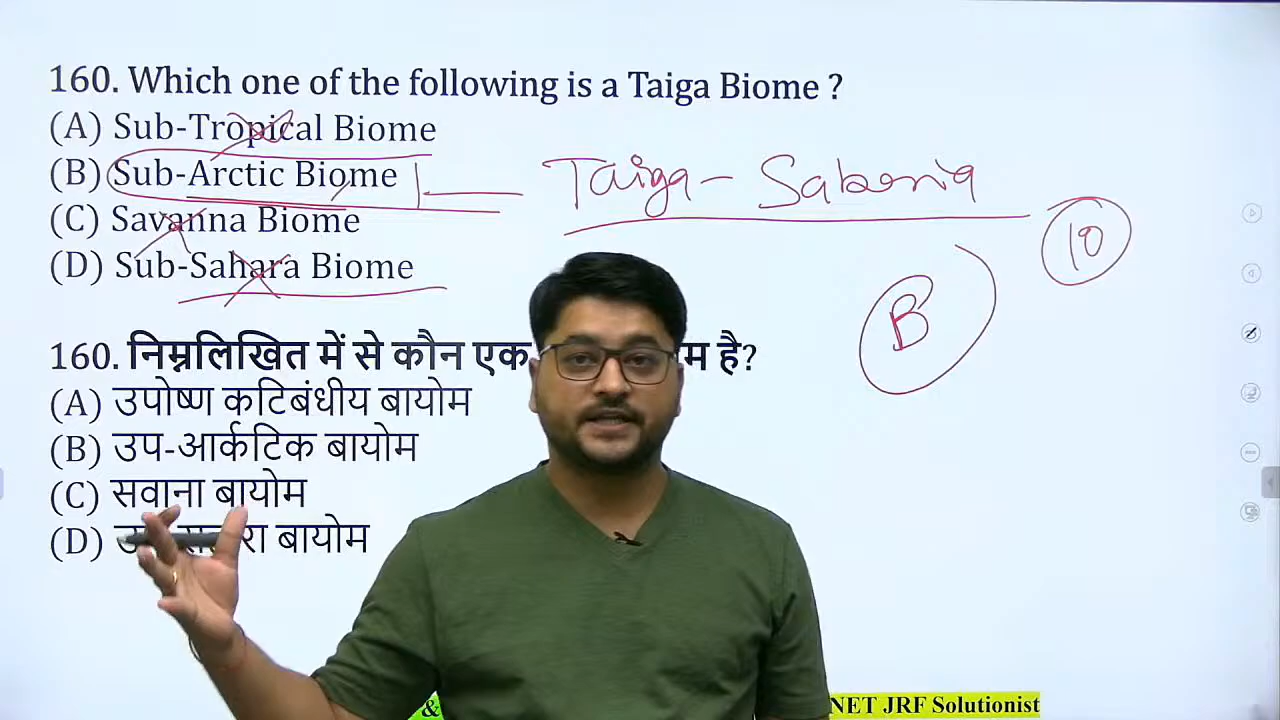 160. Which one of the following is a Taiga Biome ?
(A) Sub-Tropical Biome
(B) Sub-Arctic Biome
Taiga - Saberia
(C) Savanna Biome
10
(D) Sub-Sahara Biome
B
160. निम्नलिखित में से कौन एक है?
(A) उपोष्ण कटिबंधीय बायोम
(B) उप-आर्कटिक बायोम
(C) सवाना बायोम
(D) बायोम
& NET JRF Solutionist